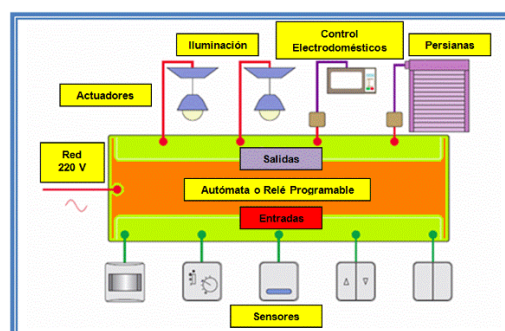 Iluminación
Control
Electrodomésticos
Persianas
Actuadores
Red
220 V
Salidas
Autómata o Relé Programable
Entradas
Sensores